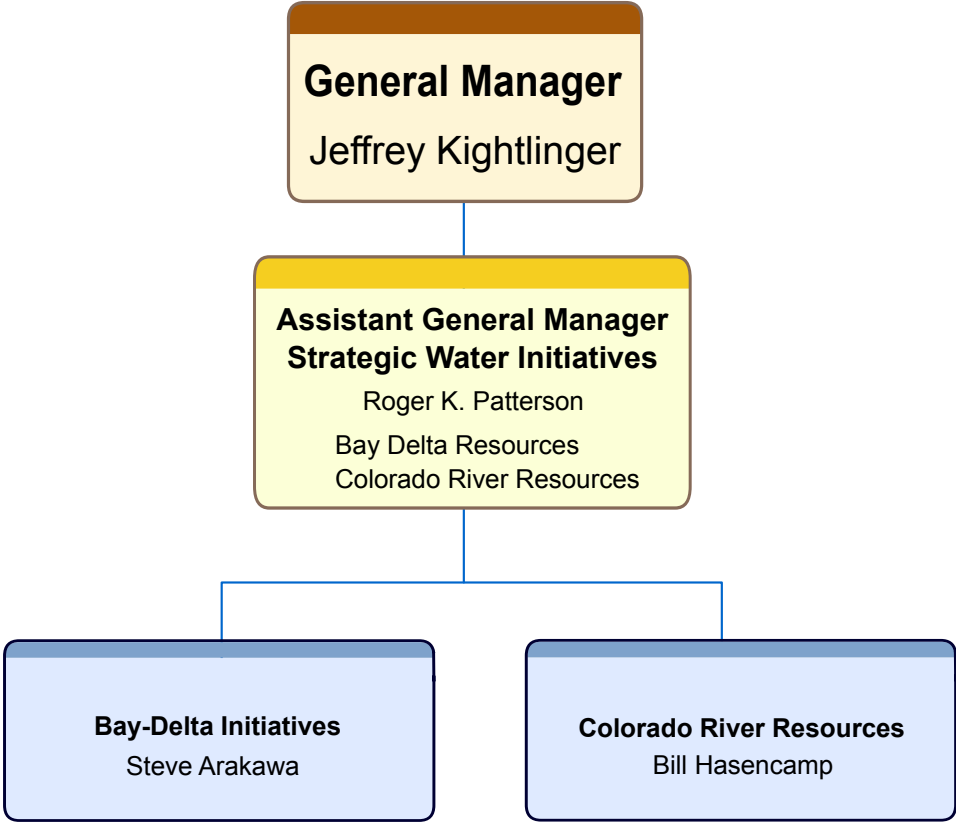 General Manager
Jeffrey Kightlinger
Assistant General Manager
Strategic Water Initiatives
Roger K. Patterson
Bay Delta Resources
Colorado River Resources
Bay-Delta Initiatives
Steve Arakawa
Colorado River Resources
Bill Hasencamp